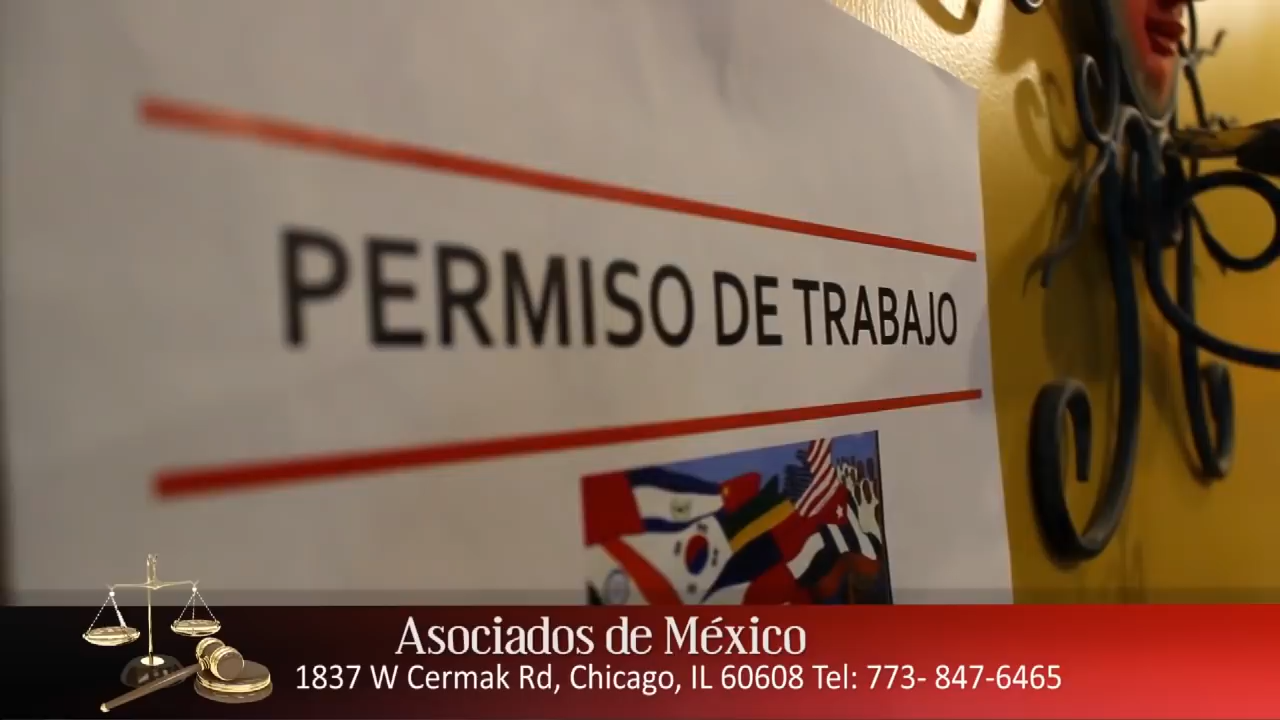 PERMISO DE TRABAJO
Asociados de México
1837 W Cermak Rd, Chicago, IL 60608 Tel: 773- 847-6465